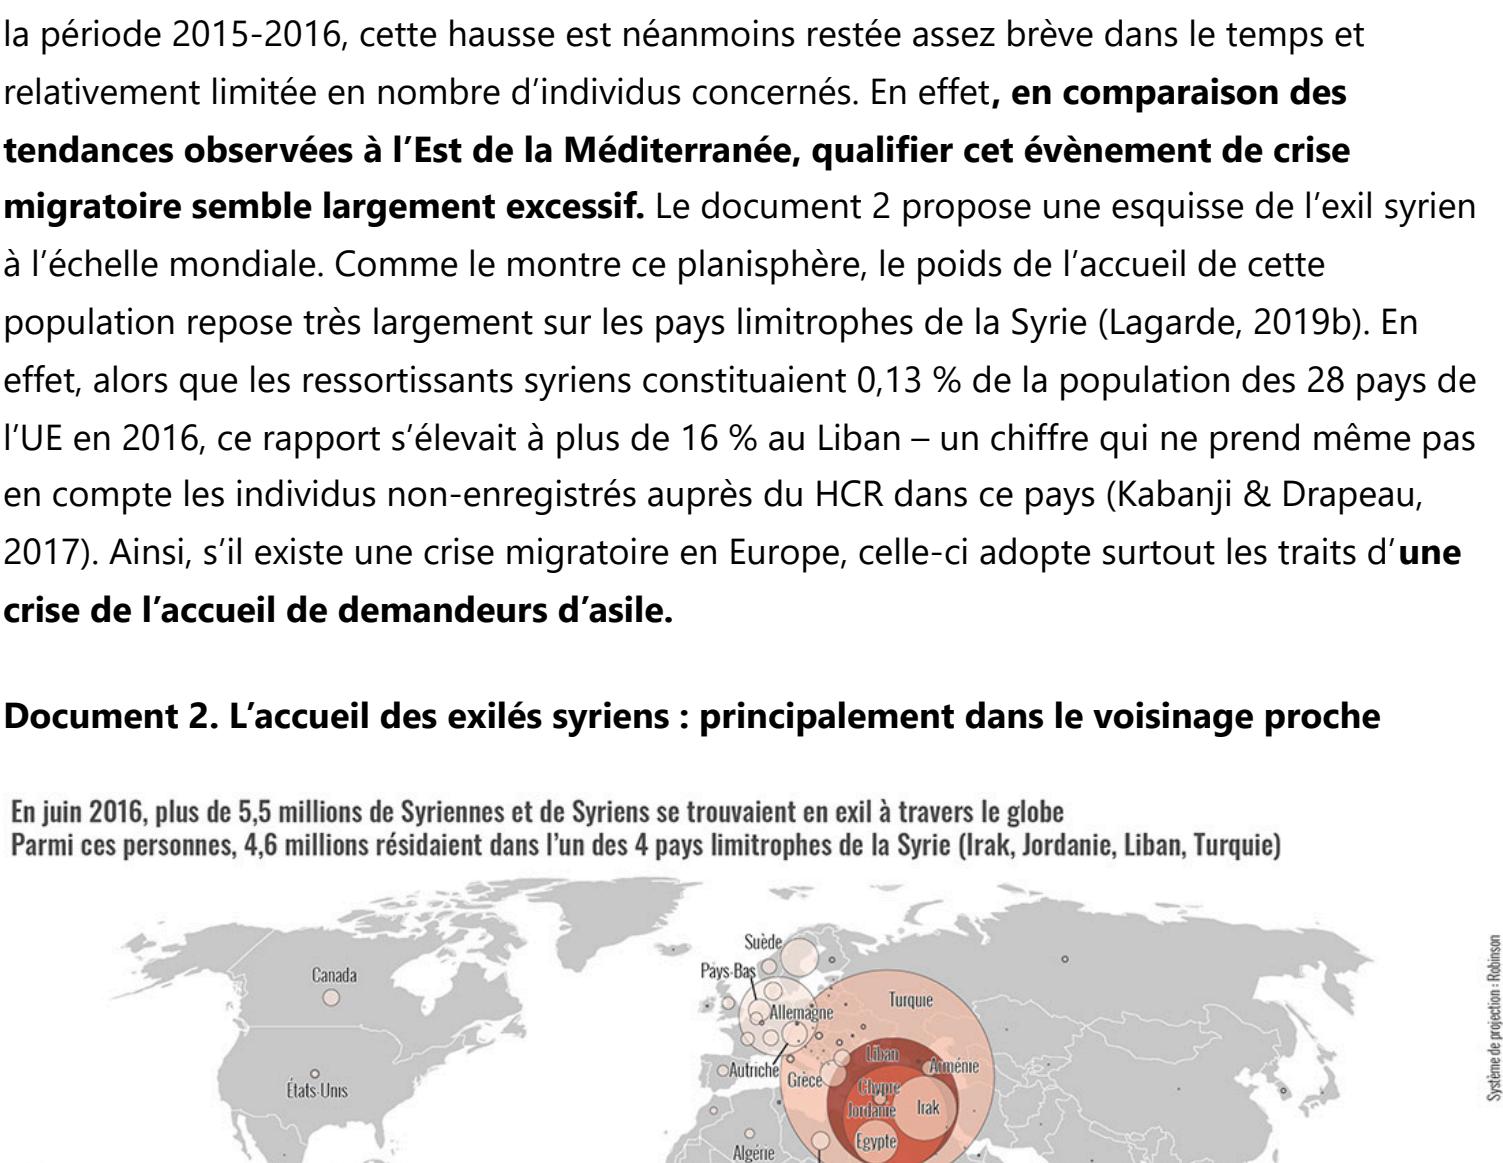 la période 2015-2016, cette hausse est néanmoins restée assez brève dans le temps et
relativement limitée en nombre d’individus concernés. En effet, en comparaison des
tendances observées à l’Est de la Méditerranée, qualifier cet évènement de crise
migratoire semble largement excessif. Le document 2 propose une esquisse de l’exil syrien
à l’échelle mondiale. Comme le montre ce planisphère, le poids de l’accueil de cette
population repose très largement sur les pays limitrophes de la Syrie (Lagarde, 2019b). En
effet, alors que les ressortissants syriens constituaient 0,13 % de la population des 28 pays de
l’UE en 2016, ce rapport s’élevait à plus de 16 % au Liban – un chiffre qui ne prend même pas
en compte les individus non-enregistrés auprès du HCR dans ce pays (Kabanji & Drapeau,
2017). Ainsi, s’il existe une crise migratoire en Europe, celle-ci adopte surtout les traits d’une
crise de l’accueil de demandeurs d’asile.
Document 2. L’accueil des exilés syriens : principalement dans le voisinage proche
En juin 2016, plus de 5,5 millions de Syriennes et de Syriens se trouvaient en exil à travers le globe
Parmi ces personnes, 4,6 millions résidaient dans l’un des 4 pays limitrophes de la Syrie (Irak, Jordanie, Liban, Turquie)
Suède
Pays-Bas
Canada
Turquie
Allemagne
Liban
Arménie
Autriche
Grèce
États-Unis
Chypre
Jordanie
Irak
Égypte
Algérie
Système de projection : Robinson